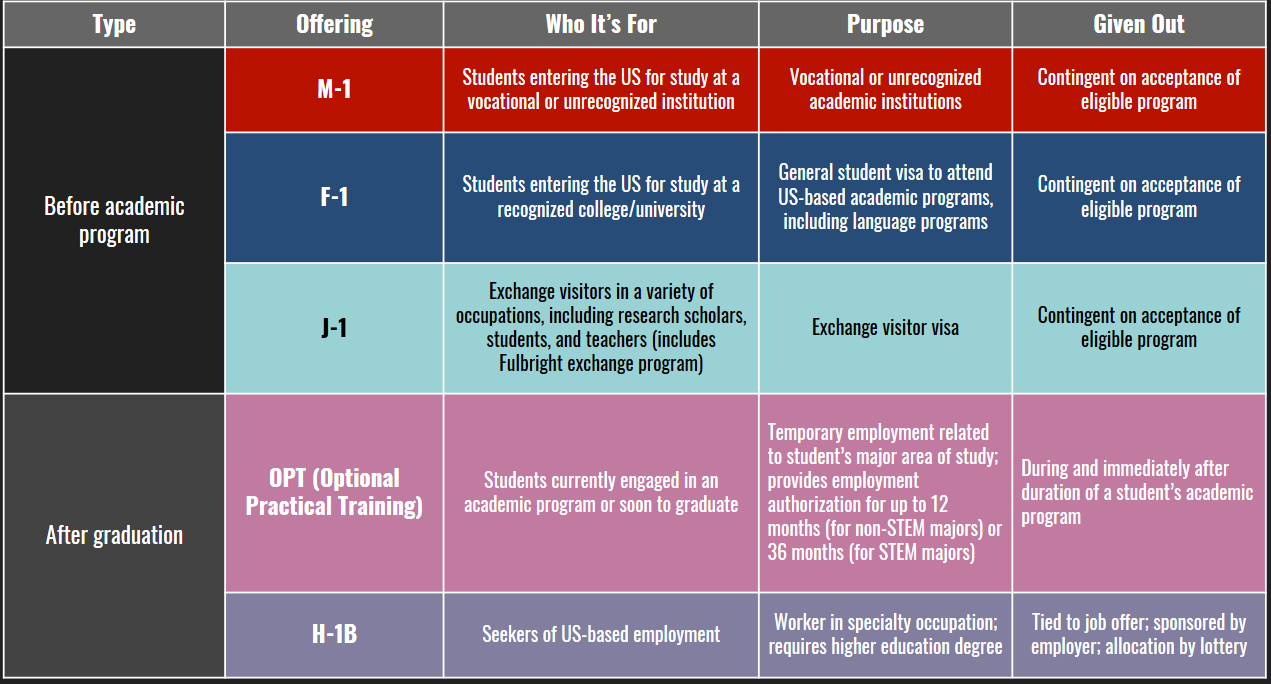 Type
Offering
Who It's For
Purpose
Given Out
Before academic
program
M-1
Students entering the US for study at a
vocational or unrecognized institution
Vocational or unrecognized
academic institutions
Contingent on acceptance of
eligible program
F-1
Students entering the US for study at a
recognized college/university
General student visa to attend
US-based academic programs,
including language programs
Contingent on acceptance of
eligible program
J-1
Exchange visitors in a variety of
occupations, including research scholars,
students, and teachers (includes
Fulbright exchange program)
Exchange visitor visa
Contingent on acceptance of
eligible program
After graduation
OPT (Optional
Practical Training)
Students currently engaged in an
academic program or soon to graduate
Temporary employment related
to student's major area of study;
provides employment
authorization for up to 12
months (for non-STEM majors) or
36 months (for STEM majors)
During and immediately after
duration of a student's academic
program
H-1B
Seekers of US-based employment
Worker in specialty occupation;
requires higher education degree
Tied to job offer; sponsored by
employer; allocation by lottery